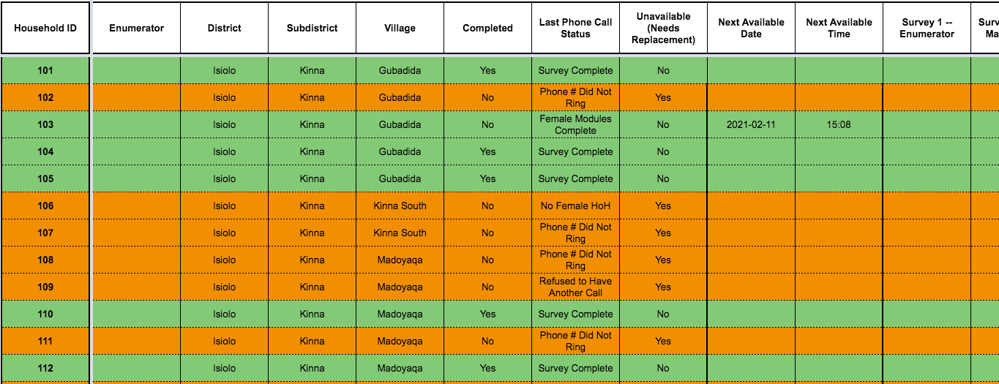 Household ID Enumerator District Subdistrict Village Completed Last Phone Call Status Unavailable (Needs Replacement) Next Available Date Next Available Time Survey 1 -- Enumerator
101 Isiolo Kinna Gubadida Yes Survey Complete No
102 Isiolo Kinna Gubadida No Phone # Did Not Ring Yes
103 Isiolo Kinna Gubadida No Female Modules Complete No 2021-02-11 15:08
104 Isiolo Kinna Gubadida Yes Survey Complete No
105 Isiolo Kinna Gubadida Yes Survey Complete No
106 Isiolo Kinna Kinna South No No Female HoH Yes
107 Isiolo Kinna Kinna South No Phone # Did Not Ring Yes
108 Isiolo Kinna Madoyaqa No Phone # Did Not Ring Yes
109 Isiolo Kinna Madoyaqa No Refused to Have Another Call Yes
110 Isiolo Kinna Madoyaqa Yes Survey Complete No
111 Isiolo Kinna Madoyaqa No Phone # Did Not Ring Yes
112 Isiolo Kinna Madoyaqa Yes Survey Complete No